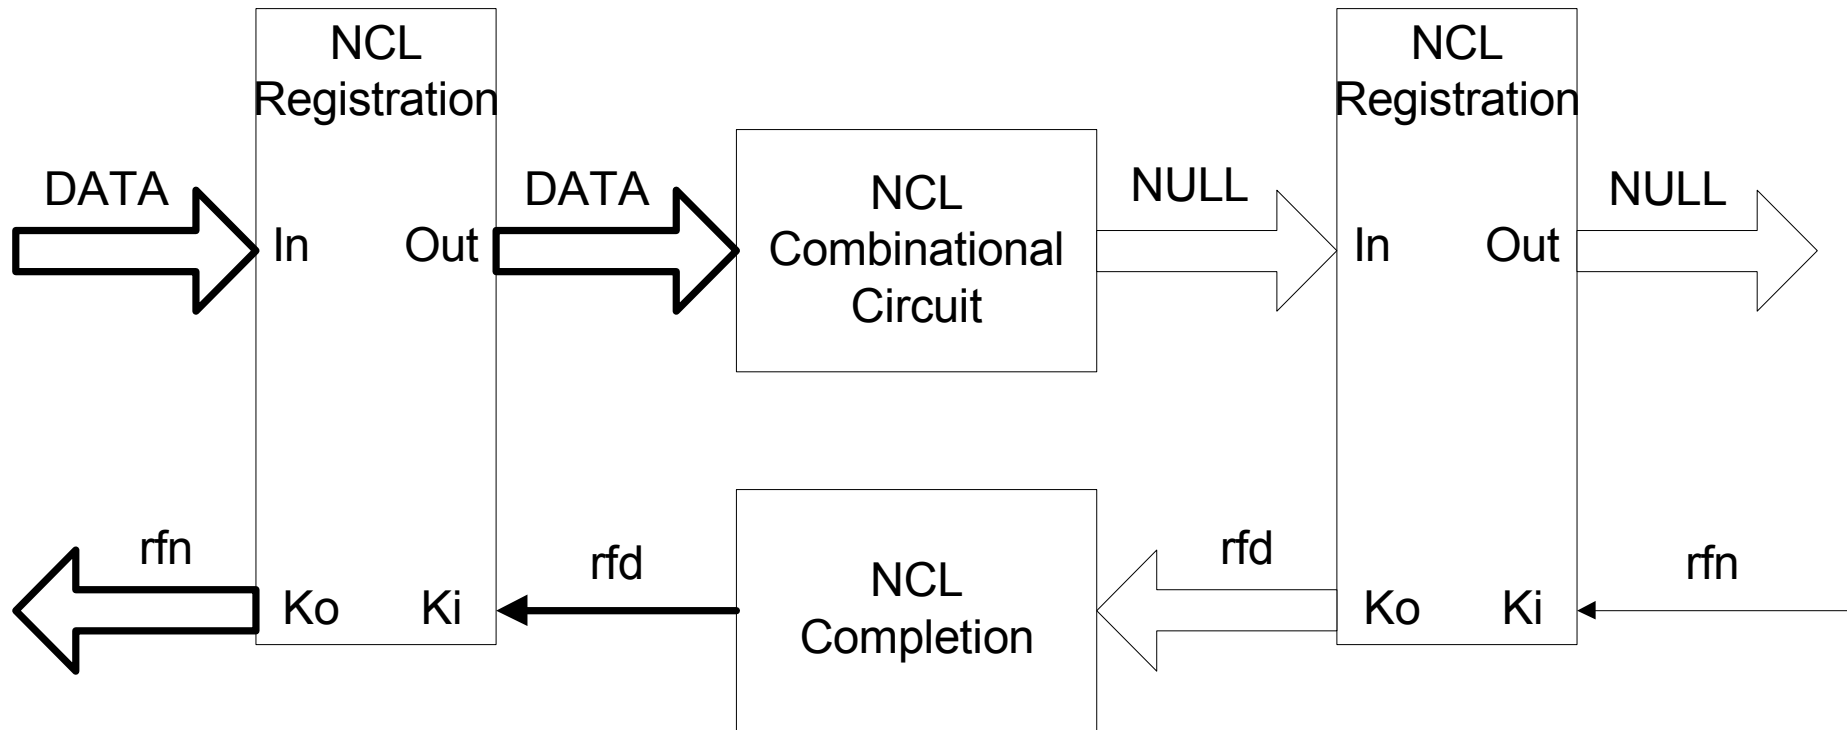 NCL
Registration
NCL
Registration
DATA
DATA
NCL
Combinational
Circuit
NULL
NULL
In
Out
In
Out
rfn
rfd
NCL
Completion
rfd
rfn
Ko
Ki
Ko
Ki